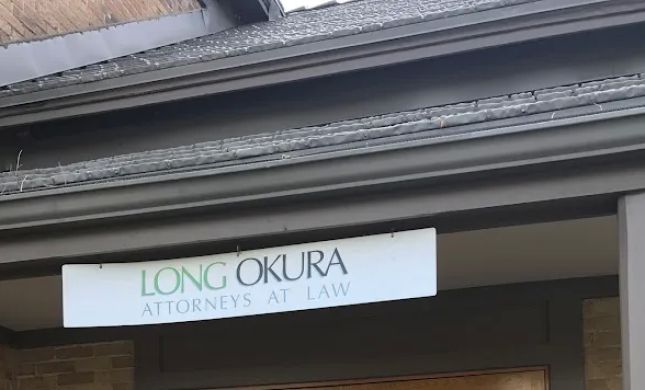 LONG OKURA
ATTORNEYS AT LAW